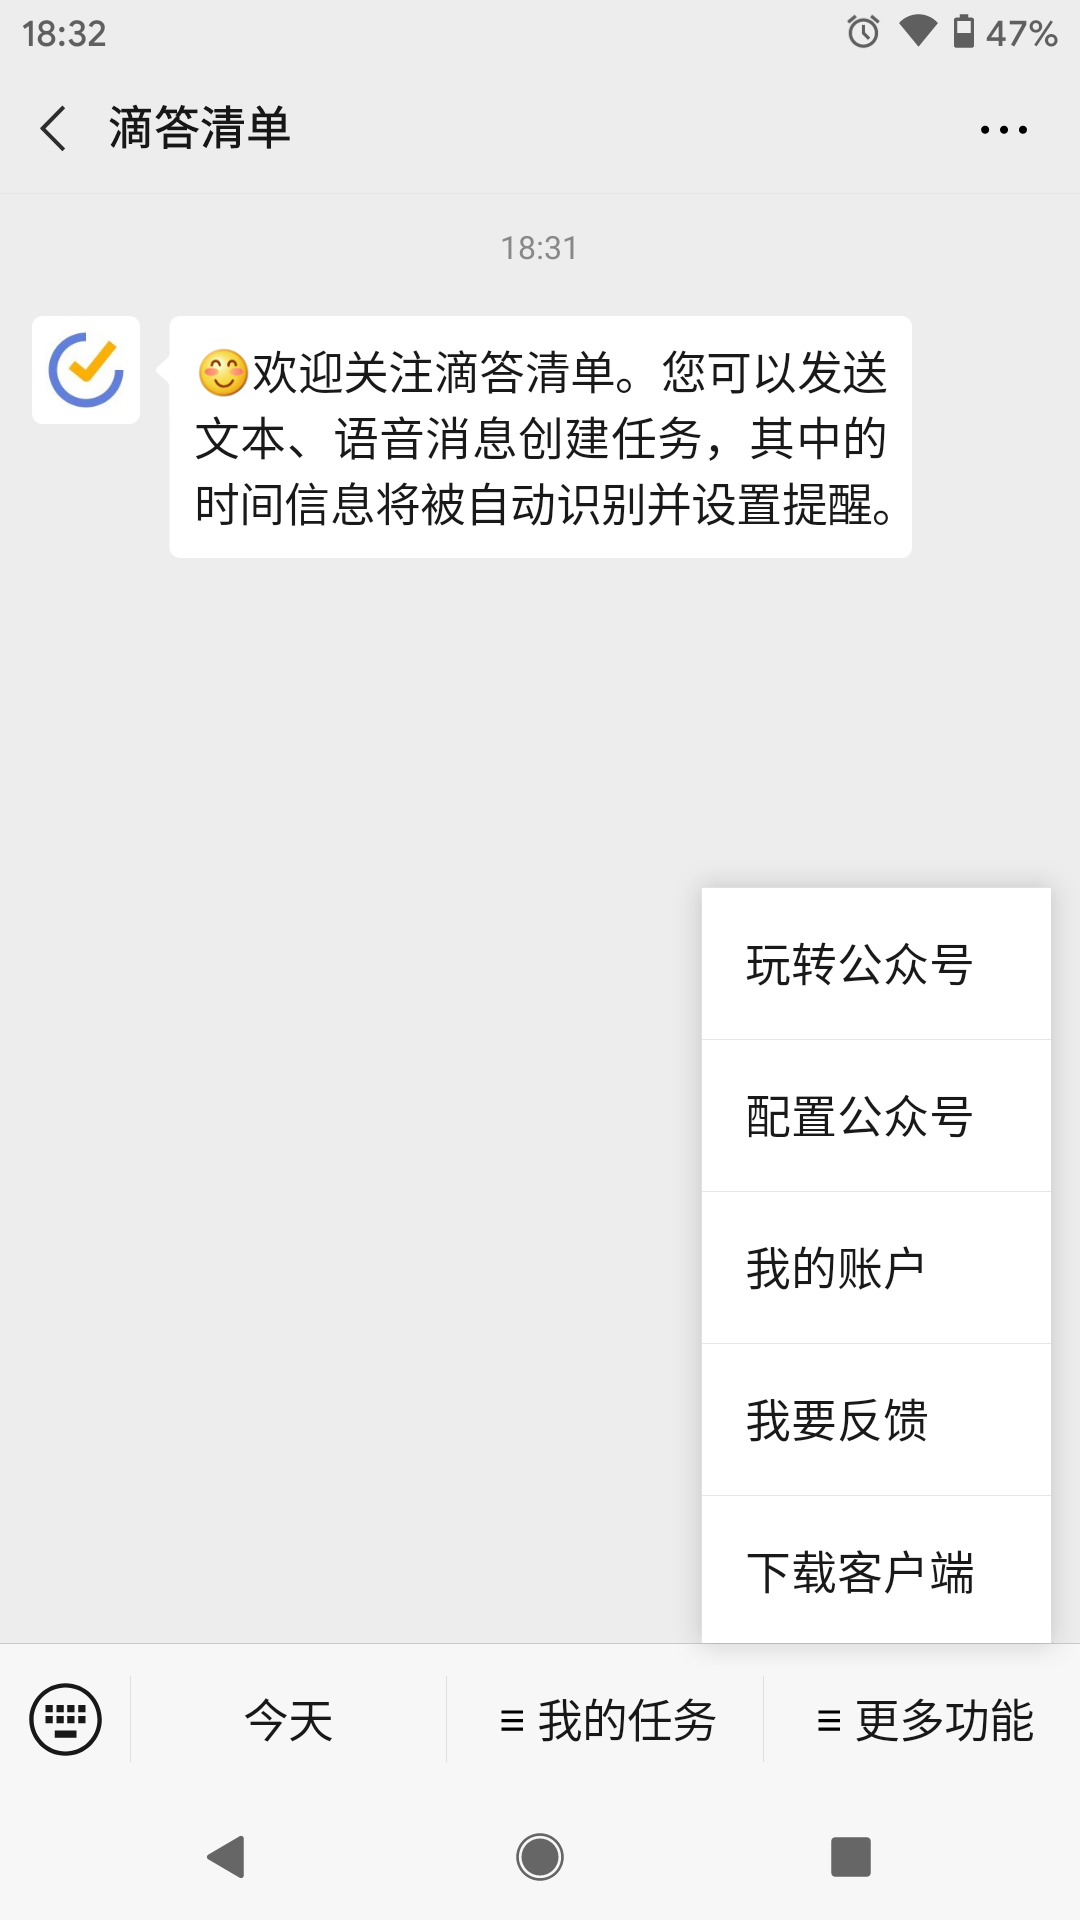 18:32
47%
滴答清单
18:31
😊欢迎关注滴答清单。您可以发送
文本、语音消息创建任务，其中的
时间信息将被自动识别并设置提醒。
玩转公众号
配置公众号
我的账户
我要反馈
下载客户端
今天
我的任务
更多功能